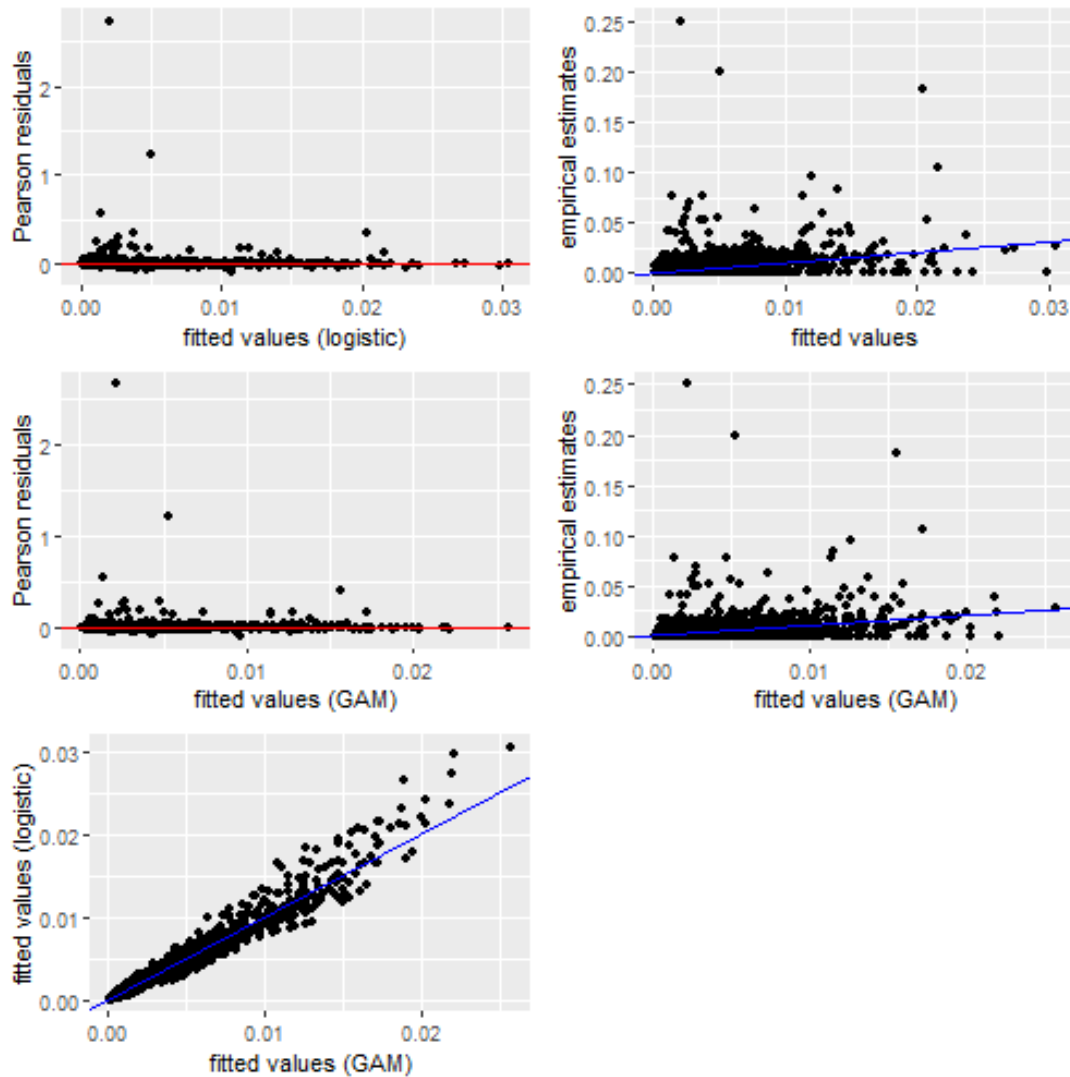 Pearson residuals
2
1
0
0.00 0.01 0.02 0.03
fitted values (logistic)
empirical estimates
0.25
0.20
0.15
0.10
0.05
0.00
0.00 0.01 0.02 0.03
fitted values
Pearson residuals
2
1
0
0.00 0.01 0.02
fitted values (GAM)
empirical estimates
0.25
0.20
0.15
0.10
0.05
0.00
0.00 0.01 0.02
fitted values (GAM)
fitted values (logistic)
0.03
0.02
0.01
0.00
0.00 0.01 0.02
fitted values (GAM)